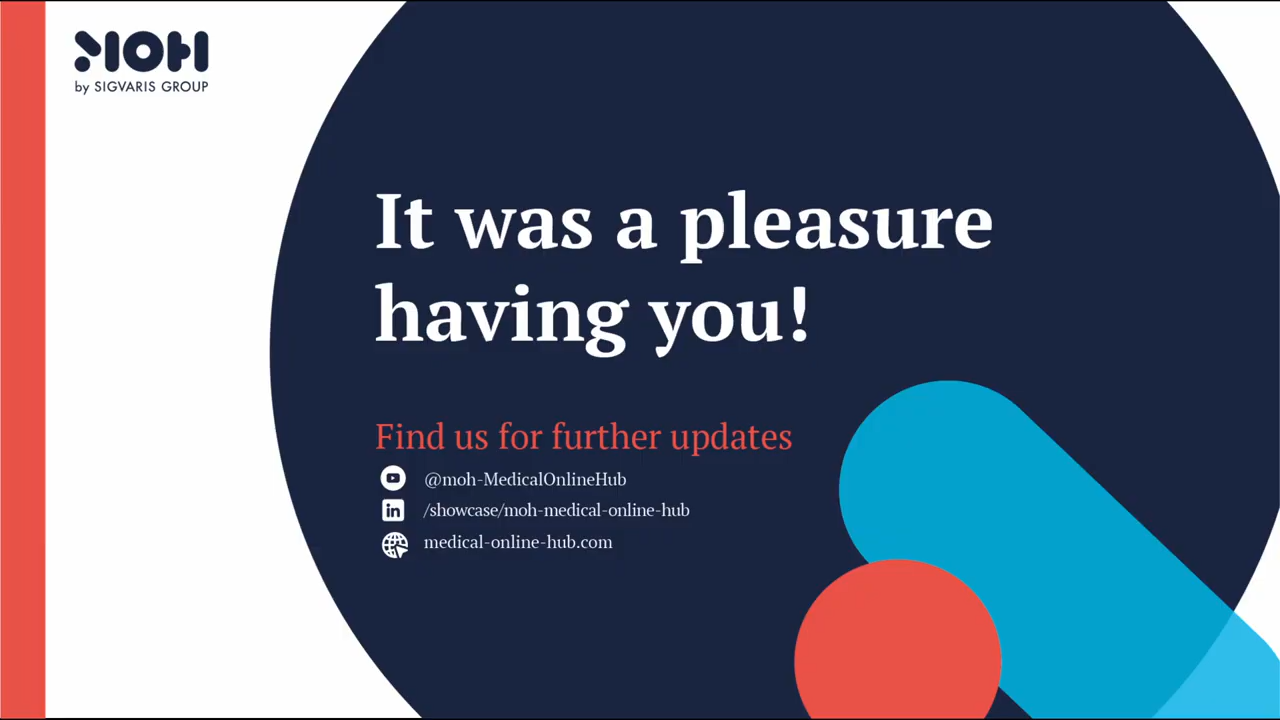 MOH
by SIGVARIS GROUP
It was a pleasure
having you!
Find us for further updates
@moh-MedicalOnlineHub
in /showcase/moh-medical-online-hub
medical-online-hub.com